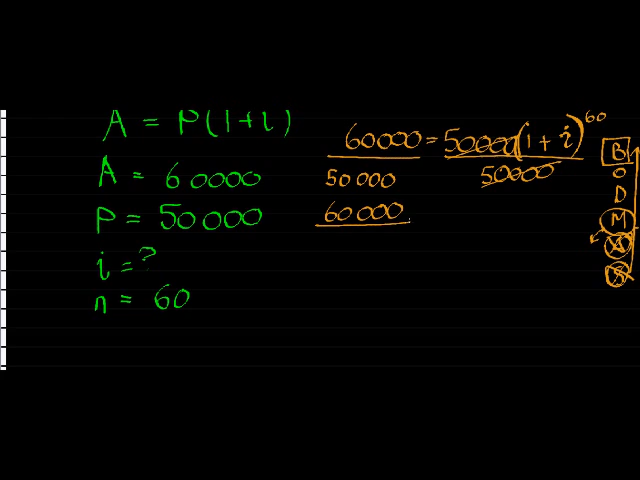 A = P(1+i)
A = 60000
P = 50000
i = ?
n = 60
60000 = 50000(1 + i)^60
50000 50000
60000
B
O
D
M
A
S